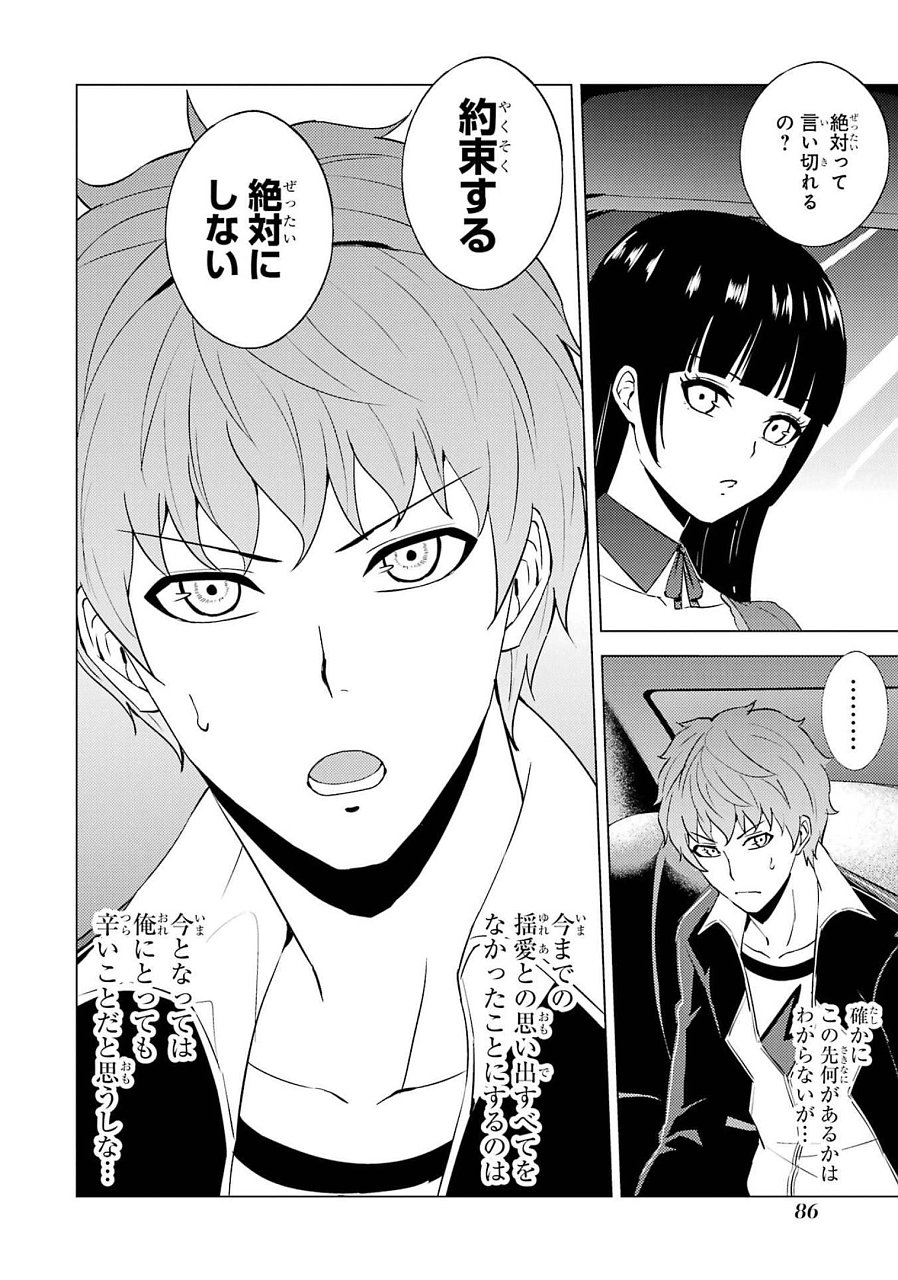 絶対って
言い切れる
の?
………
確かに
この先何があるかは
わからないが…
約束する
絶対に
しない
今までの
揺愛との思い出すべてを
なかったことにするのは
今となっては
俺にとっても
辛いことだと思うしな…
86